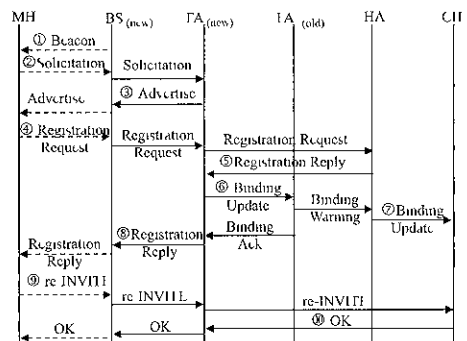 MH BS (new) FA (new) FA (old) HA CH
① Beacon
②Solicitation Solicitation
③ Advertise
Advertise
④ Registration Request
Registration Request
Registration Request
⑤Registration Reply
⑥ Binding Update
Binding Warning
⑦Binding Update
Binding Ack
⑧Registration Reply
Registration Reply
⑨ re-INVITE
re-INVITE
re-INVITE
⑩ OK
OK
OK